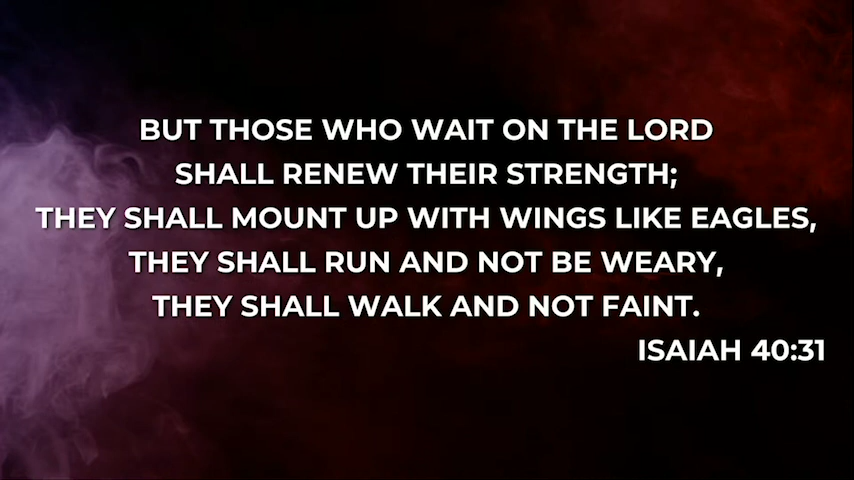 BUT THOSE WHO WAIT ON THE LORD
SHALL RENEW THEIR STRENGTH;
THEY SHALL MOUNT UP WITH WINGS LIKE EAGLES,
THEY SHALL RUN AND NOT BE WEARY,
THEY SHALL WALK AND NOT FAINT.
ISAIAH 40:31